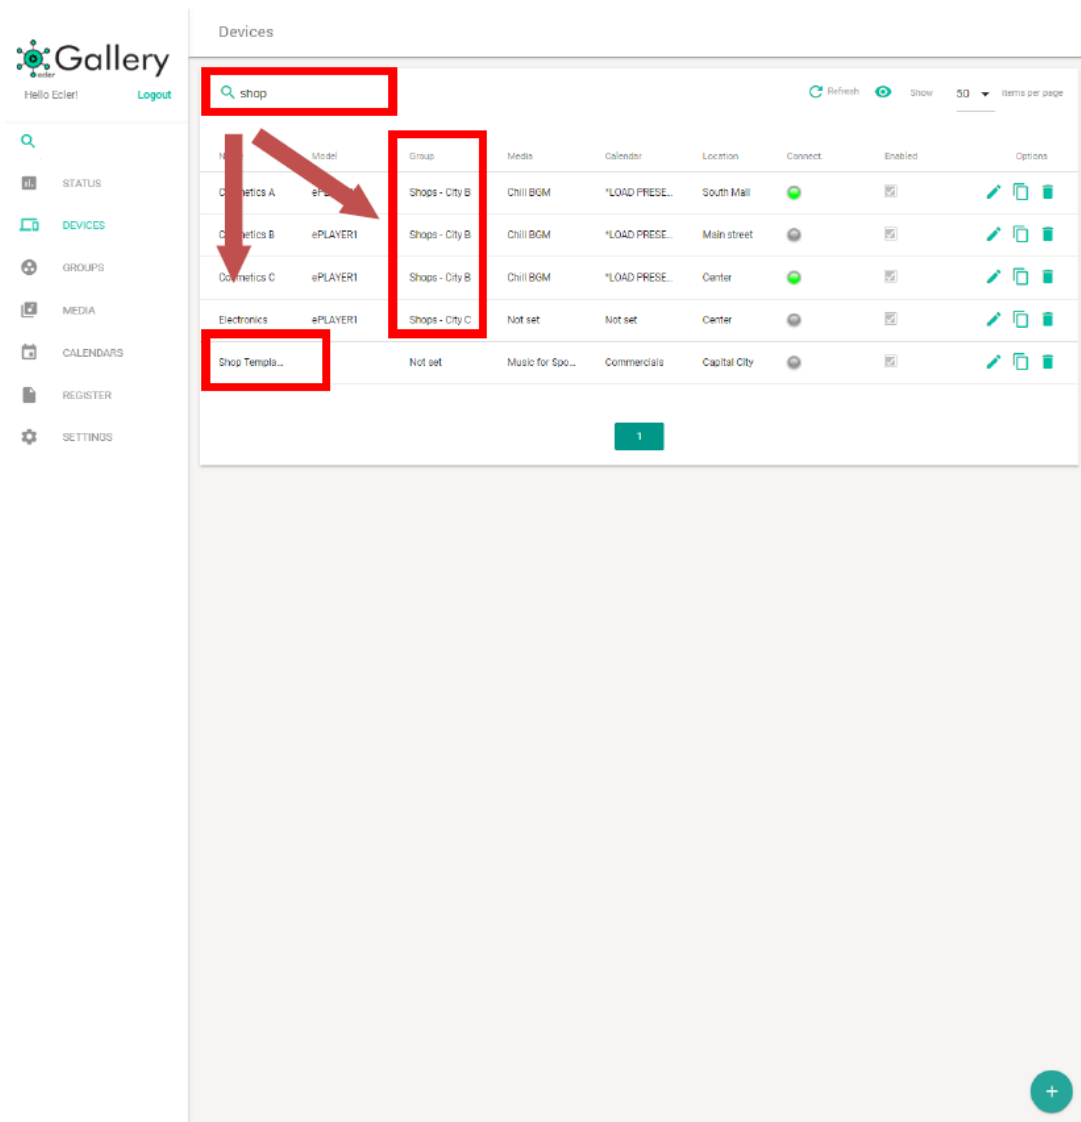 Devices
Gallery
ecler
Hello Ecler!
Logout
shop
Refresh
Show
50
items per page
STATUS
DEVICES
GROUPS
MEDIA
CALENDARS
REGISTER
SETTINGS
Model Group Media Calendar Location Connect. Enabled Options
Shops - City B Chill BGM *LOAD PRESE... South Mall
ePLAYER1 Shops - City B Chill BGM *LOAD PRESE... Main street
ePLAYER1 Shops - City B Chill BGM *LOAD PRESE... Center
Electronics ePLAYER1 Shops - City C Not set Not set Center
Shop Templa... Not set Music for Spo... Commercials Capital City
1